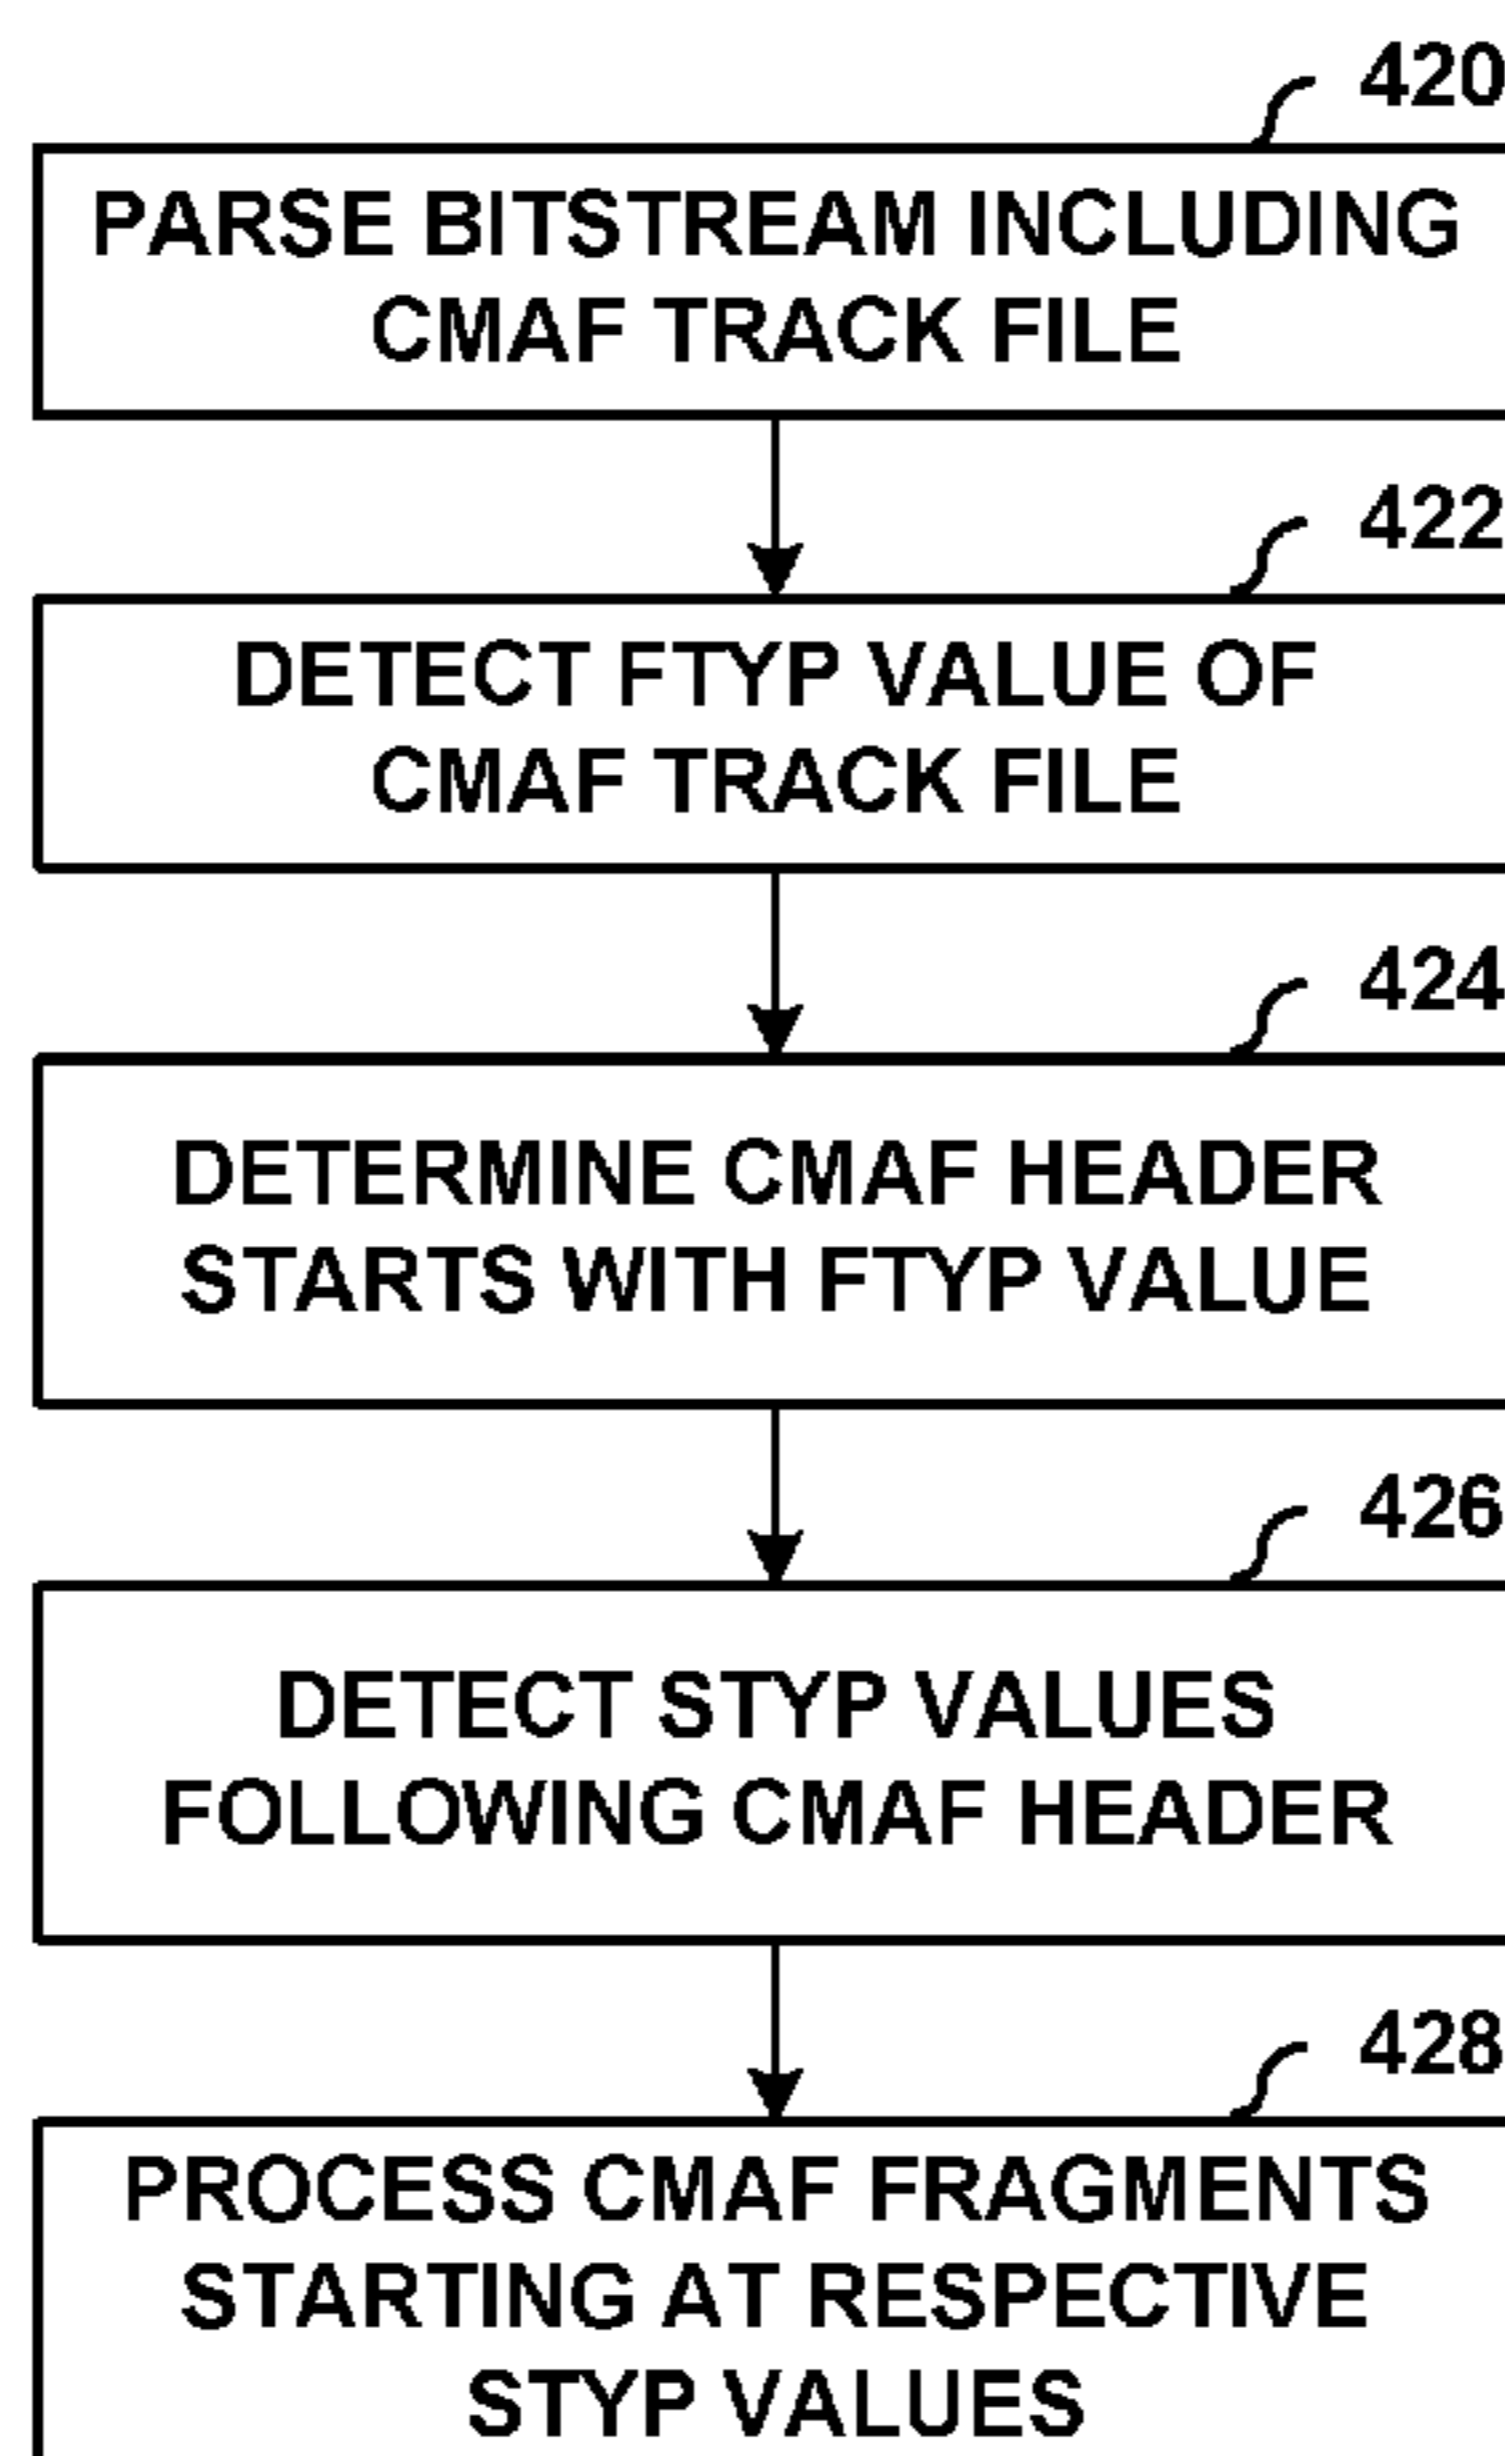 420
PARSE BITSTREAM INCLUDING
CMAF TRACK FILE
422
DETECT FTYP VALUE OF
CMAF TRACK FILE
424
DETERMINE CMAF HEADER
STARTS WITH FTYP VALUE
426
DETECT STYP VALUES
FOLLOWING CMAF HEADER
428
PROCESS CMAF FRAGMENTS
STARTING AT RESPECTIVE
STYP VALUES